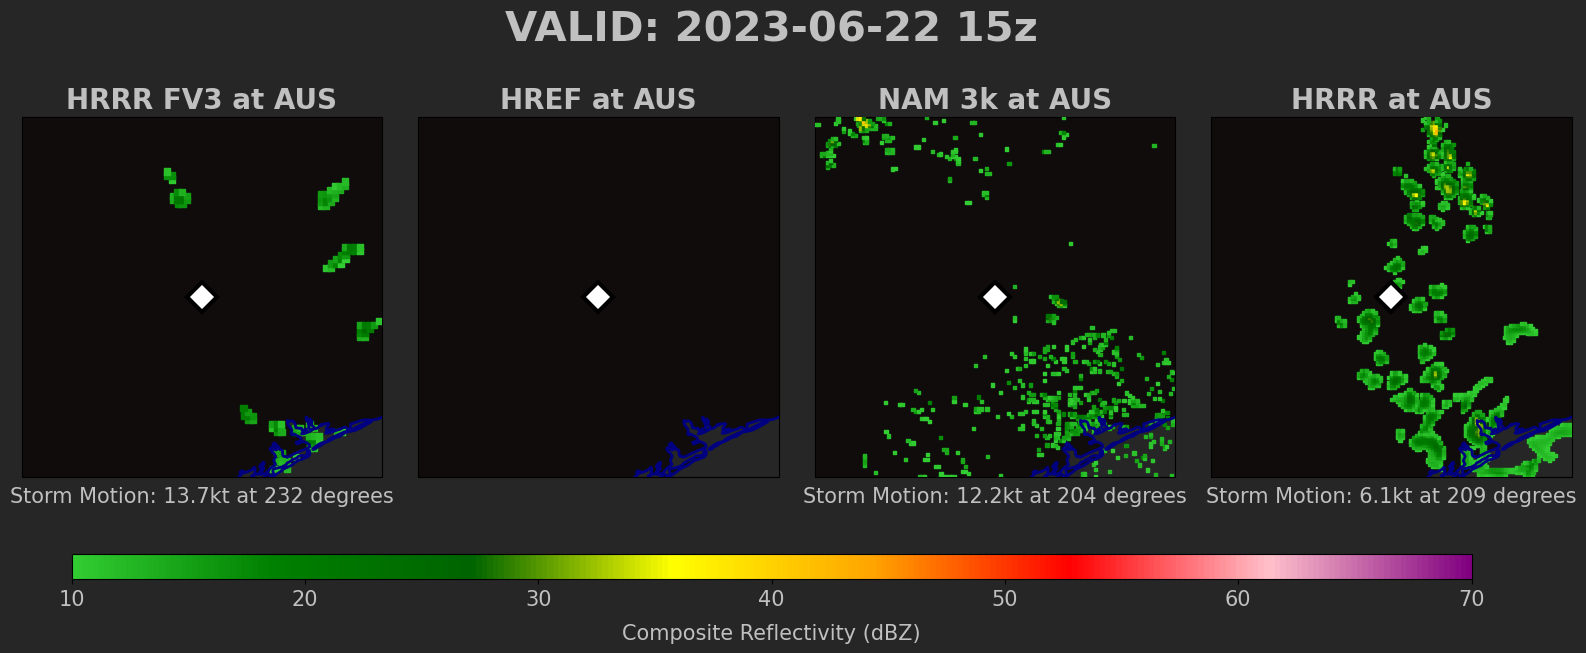 VALID: 2023-06-22 15z
HRRR FV3 at AUS
HREF at AUS
NAM 3k at AUS
HRRR at AUS
Storm Motion: 13.7kt at 232 degrees
Storm Motion: 12.2kt at 204 degrees
Storm Motion: 6.1kt at 209 degrees
10 20 30 40 50 60 70
Composite Reflectivity (dBZ)